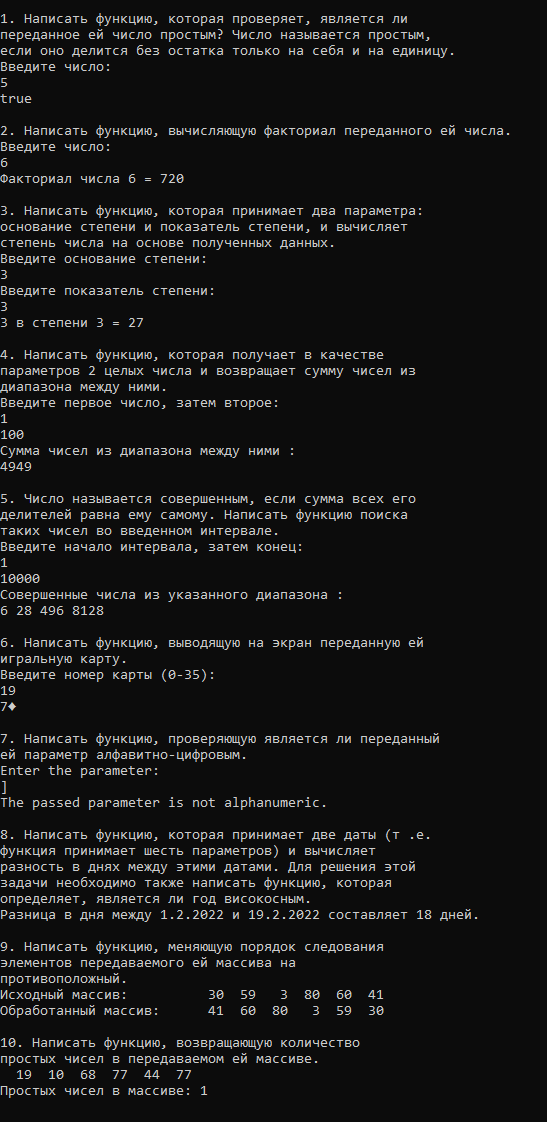 1. Написать функцию, которая проверяет, является ли
переданное ей число простым? Число называется простым,
если оно делится без остатка только на себя и на единицу.
Введите число:
5
true
2. Написать функцию, вычисляющую факториал переданного ей числа.
Введите число:
6
Факториал числа 6 = 720
3. Написать функцию, которая принимает два параметра:
основание степени и показатель степени, и вычисляет
степень числа на основе полученных данных.
Введите основание степени:
3
Введите показатель степени:
3
3 в степени 3 = 27
4. Написать функцию, которая получает в качестве
параметров 2 целых числа и возвращает сумму чисел из
диапазона между ними.
Введите первое число, затем второе:
1
100
Сумма чисел из диапазона между ними :
4949
5. Число называется совершенным, если сумма всех его
делителей равна ему самому. Написать функцию поиска
таких чисел во введенном интервале.
Введите начало интервала, затем конец:
1
10000
Совершенные числа из указанного диапазона :
6 28 496 8128
6. Написать функцию, выводящую на экран переданную ей
игральную карту.
Введите номер карты (0-35):
19
7♦
7. Написать функцию, проверяющую является ли переданный
ей параметр алфавитно-цифровым.
Enter the parameter:
]
The passed parameter is not alphanumeric.
8. Написать функцию, которая принимает две даты (т .е.
функция принимает шесть параметров) и вычисляет
разность в днях между этими датами. Для решения этой
задачи необходимо также написать функцию, которая
определяет, является ли год високосным.
Разница в дня между 1.2.2022 и 19.2.2022 составляет 18 дней.
9. Написать функцию, меняющую порядок следования
элементов передаваемого ей массива на
противоположный.
Исходный массив: 30 59 3 80 60 41
Обработанный массив: 41 60 80 3 59 30
10. Написать функцию, возвращающую количество
простых чисел в передаваемом ей массиве.
19 10 68 77 44 77
Простых чисел в массиве: 1